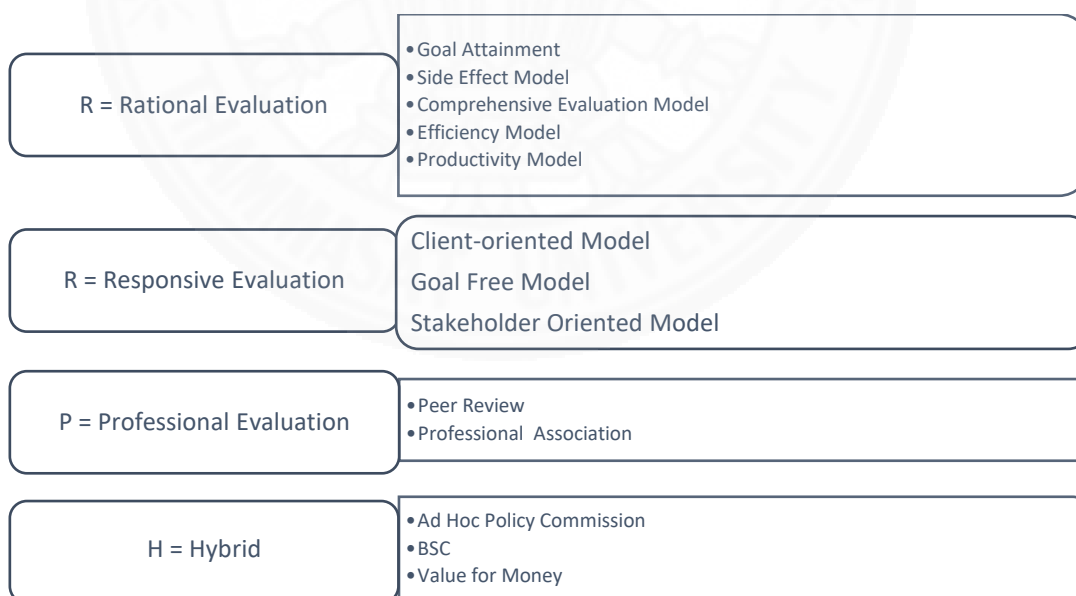 R = Rational Evaluation
•Goal Attainment
•Side Effect Model
•Comprehensive Evaluation Model
•Efficiency Model
•Productivity Model
R = Responsive Evaluation
Client-oriented Model
Goal Free Model
Stakeholder Oriented Model
P = Professional Evaluation
•Peer Review
•Professional Association
H = Hybrid
•Ad Hoc Policy Commission
•BSC
•Value for Money